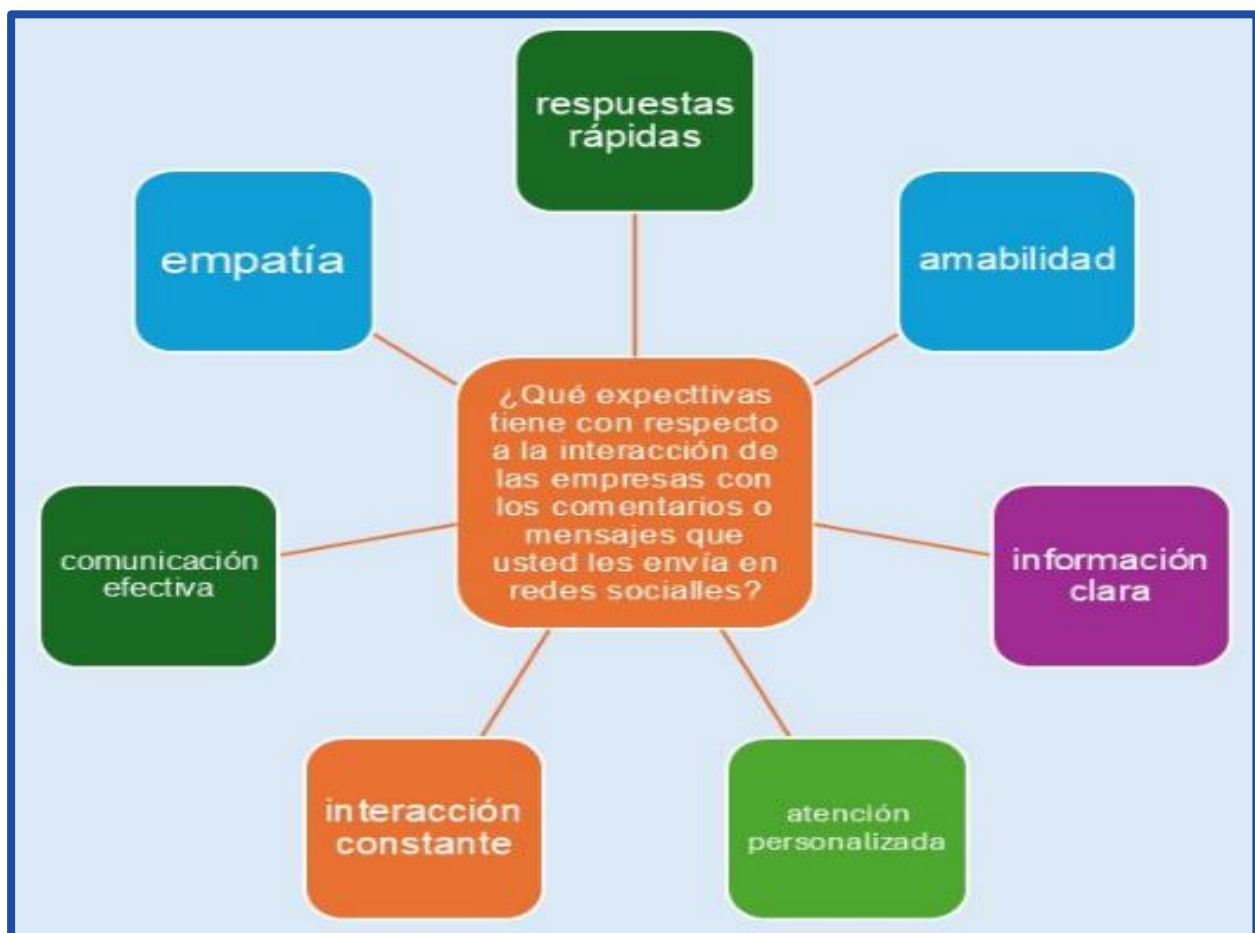 respuestas
rápidas
empatía
amabilidad
¿Qué expecttivas
tiene con respecto
a la interacción de
las empresas con
los comentarios o
mensajes que
usted les envía en
redes socialles?
comunicación
efectiva
información
clara
interacción
constante
atención
personalizada